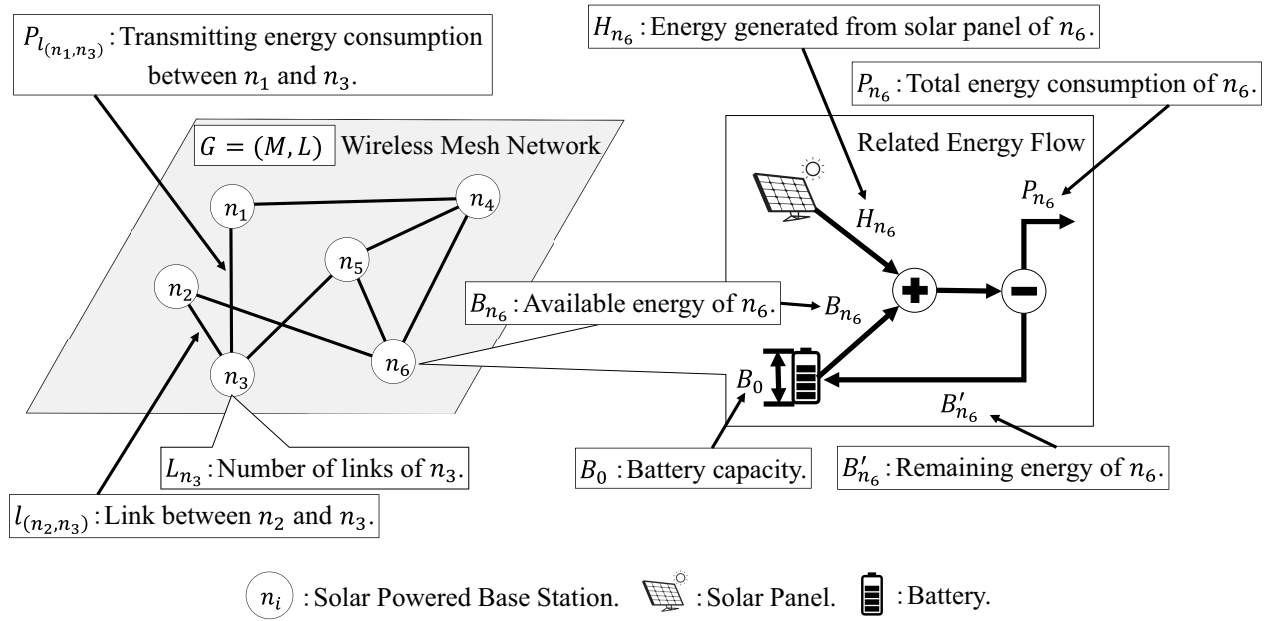 P_{l_{(n_1,n_3)}} : Transmitting energy consumption
between n_1 and n_3.
H_{n_6} : Energy generated from solar panel of n_6.
P_{n_6} : Total energy consumption of n_6.
G = (M, L) Wireless Mesh Network
Related Energy Flow
n_1
n_4
n_5
n_2
n_3
n_6
P_{n_6}
H_{n_6}
B_{n_6} : Available energy of n_6.
B_{n_6}
B_0
B'_{n_6}
L_{n_3} : Number of links of n_3.
B_0 : Battery capacity.
B'_{n_6} : Remaining energy of n_6.
l_{(n_2,n_3)} : Link between n_2 and n_3.
n_i : Solar Powered Base Station.
: Solar Panel.
: Battery.